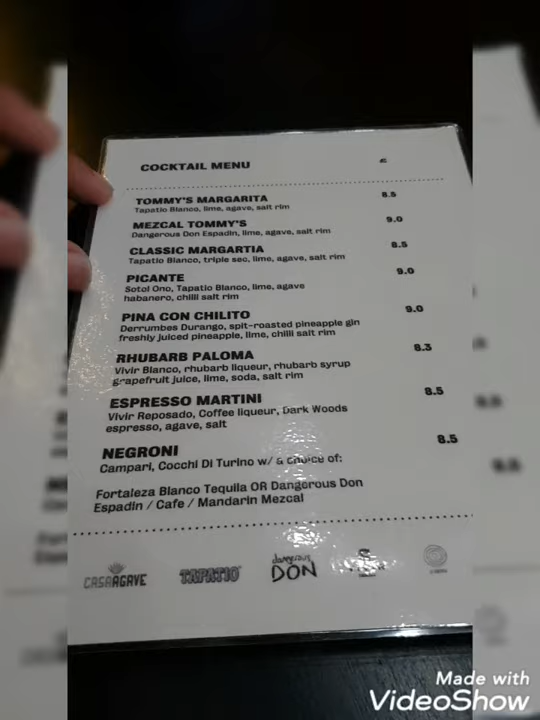 COCKTAIL MENU £
TOMMY'S MARGARITA 8.5
Tapatio Blanco, lime, agave, salt rim
MEZCAL TOMMY'S 9.0
Dangerous Don Espadin, lime, agave, salt rim
CLASSIC MARGARTIA 8.5
Tapatio Blanco, triple sec, lime, agave, salt rim
PICANTE 9.0
Sotol Ono, Tapatio Blanco, lime, agave
habanero, chilli salt rim
PINA CON CHILITO 9.0
Derrumbes Durango, spit-roasted pineapple gin
freshly juiced pineapple, lime, chilli salt rim
RHUBARB PALOMA 8.3
Vivir Blanco, rhubarb liqueur, rhubarb syrup
grapefruit juice, lime, soda, salt rim
ESPRESSO MARTINI 8.5
Vivir Reposado, Coffee liqueur, Dark Woods
espresso, agave, salt
NEGRONI 8.5
Campari, Cocchi Di Turino w/ a choice of:
Fortaleza Blanco Tequila OR Dangerous Don
Espadin / Cafe / Mandarin Mezcal
CASAAGAVE TAPATIO dangerous DON
Made with
VideoShow